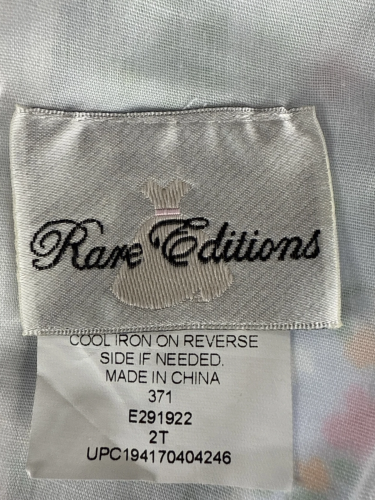 Rare Editions
COOL IRON ON REVERSE
SIDE IF NEEDED.
MADE IN CHINA
371
E291922
2T
UPC194170404246